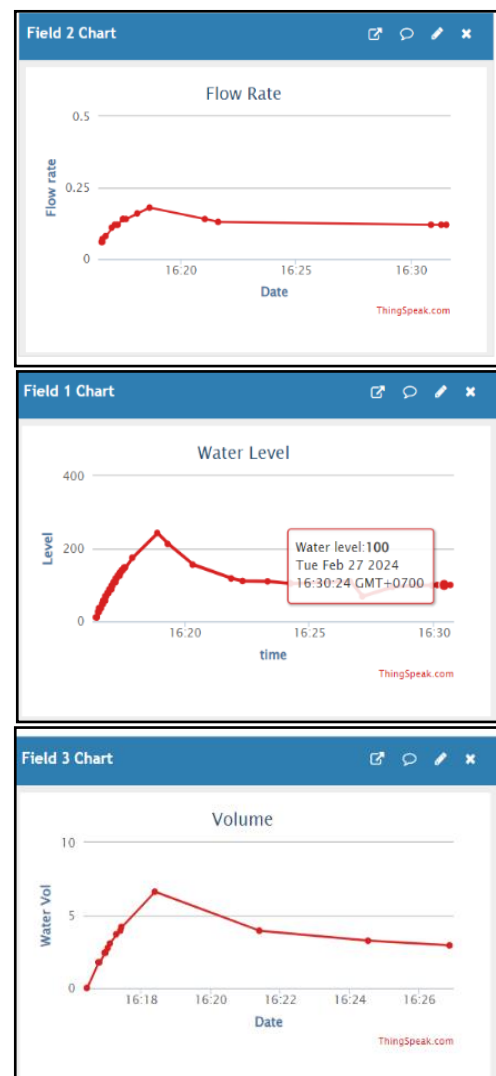 Field 2 Chart
Flow Rate
0.5
0.25
0
Flow rate
16:20 16:25 16:30
Date
ThingSpeak.com
Field 1 Chart
Water Level
400
200
0
Level
Water level:100
Tue Feb 27 2024
16:30:24 GMT+0700
16:20 16:25 16:30
time
ThingSpeak.com
Field 3 Chart
Volume
10
5
0
Water Vol
16:18 16:20 16:22 16:24 16:26
Date
ThingSpeak.com